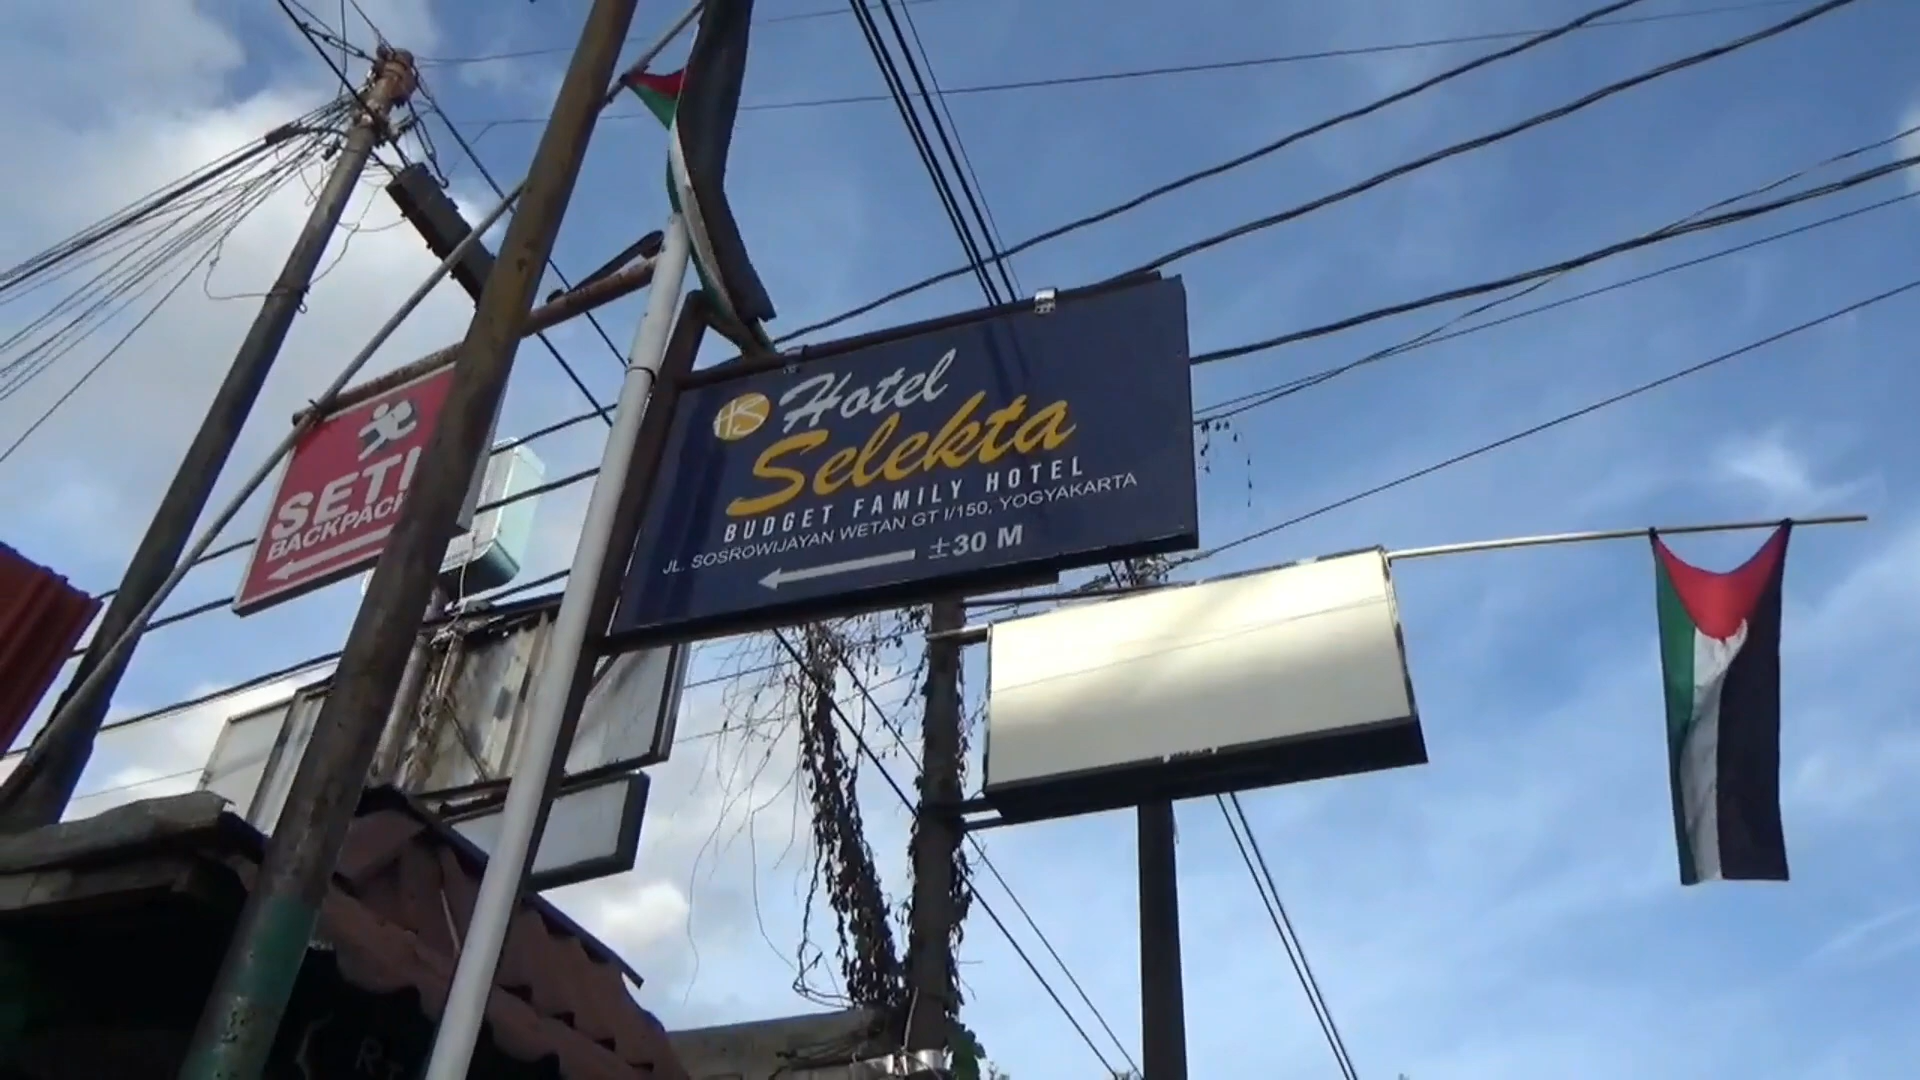 SETI
BACKPACK
HS Hotel
Selekta
BUDGET FAMILY HOTEL
JL. SOSROWIJAYAN WETAN GT I/150, YOGYAKARTA
±30 M